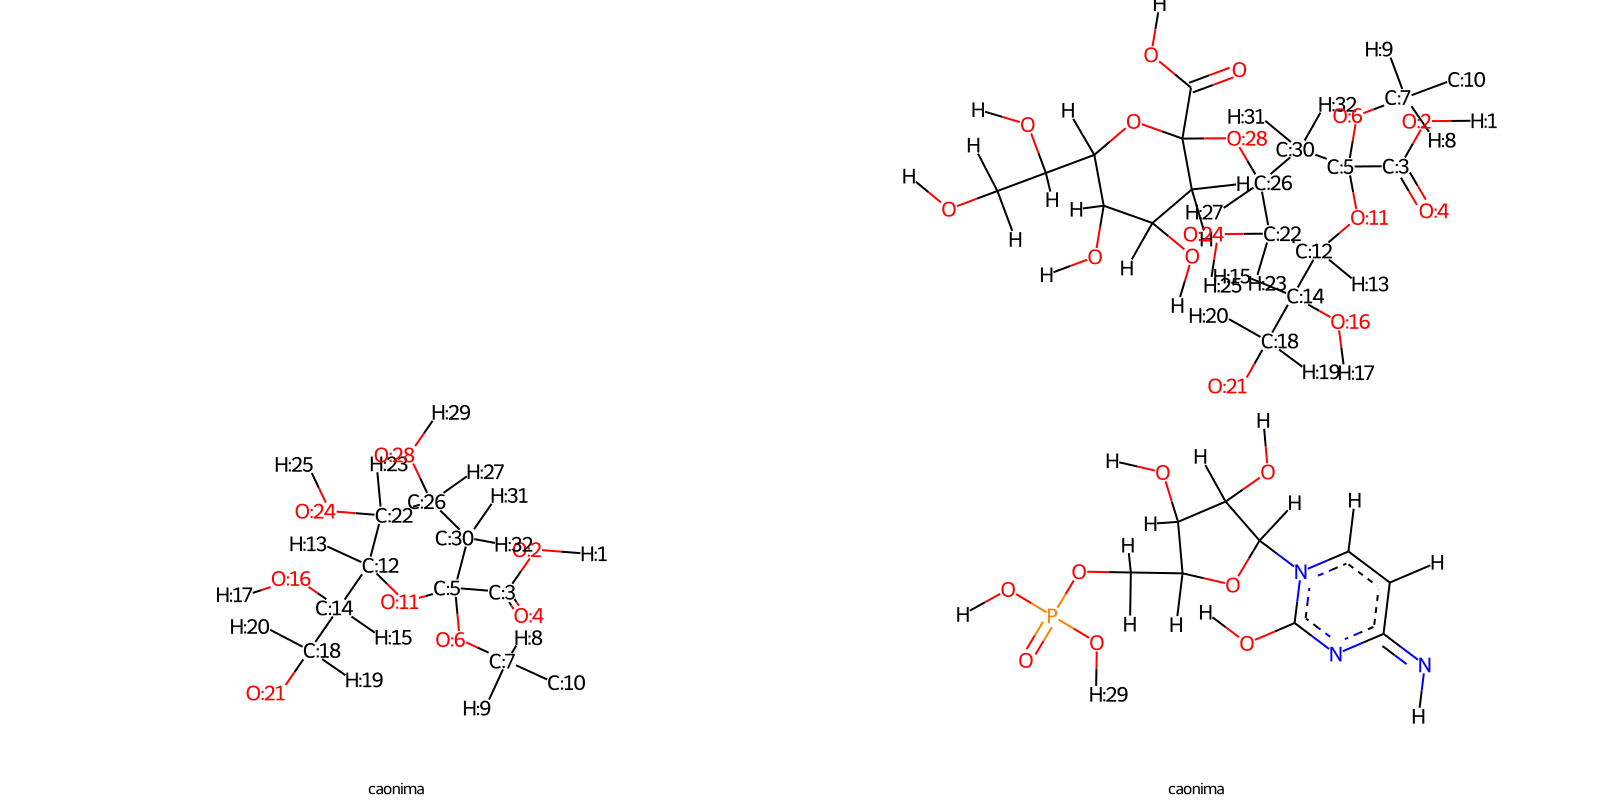 H
H:9
C:10
O
O
C:7
H
H
O
H:31
H:32
O:6
O
O:2
H:1
H
O:28
C:30
H:8
H
C:5
C:3
H
C:26
O
H
H
H
H:27
O:4
O:11
H
O:24
H
C:22
C:12
O
O
H
H
H:15
H:25
H:23
H:13
H
C:14
H:20
O:16
C:18
H:19
H:17
O:21
H:29
H
O:28
H
H
O
O
H:25
H:23
H:27
H:31
H
H
O:24
C:22
C:26
H
C:30
H:13
H:32
O:2
H:1
H
H
C:12
O
N
H
O:16
C:5
C:3
O
O
H:17
O:11
O:4
H
P
H
H
C:14
O
H:20
H:15
O:6
H:8
O
N
C:18
C:7
O
N
H:19
C:10
O:21
H:29
H:9
H
caonima
caonima